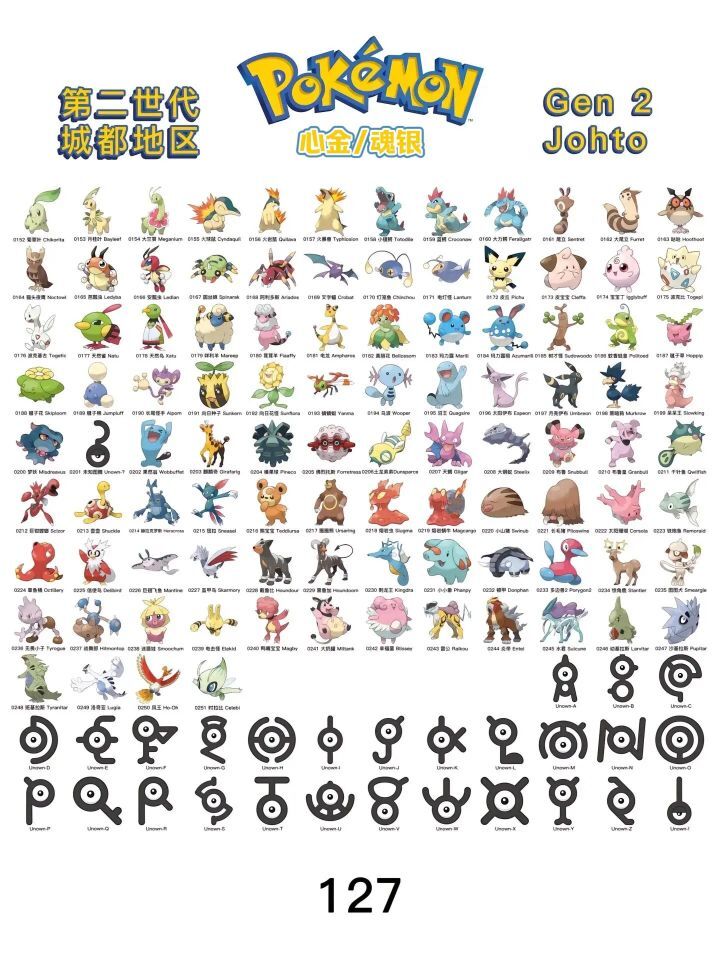 第二世代
城都地区
POKéMON
心金/魂银
Gen 2
Johto
0152 菊草叶 Chikorita 0153 月桂叶 Bayleef 0154 大竺葵 Meganium 0155 火球鼠 Cyndaquil 0156 火岩鼠 Quilava 0157 火暴兽 Typhlosion 0158 小锯鳄 Totodile 0159 蓝鳄 Croconaw 0160 大力鳄 Feraligatr 0161 尾立 Sentret 0162 大尾立 Furret 0163 咕咕 Hoothoot
0164 猫头夜鹰 Noctowl 0165 芭瓢虫 Ledyba 0166 安瓢虫 Ledian 0167 圆丝蛛 Spinarak 0168 阿利多斯 Ariados 0169 叉字蝠 Crobat 0170 灯笼鱼 Chinchou 0171 电灯怪 Lanturn 0172 皮丘 Pichu 0173 皮宝宝 Cleffa 0174 宝宝丁 Igglybuff 0175 波克比 Togepi
0176 波克基古 Togetic 0177 天然雀 Natu 0178 天然鸟 Xatu 0179 咩利羊 Mareep 0180 茸茸羊 Flaaffy 0181 电龙 Ampharos 0182 美丽花 Bellossom 0183 玛力露 Marill 0184 玛力露丽 Azumarill 0185 树才怪 Sudowoodo 0186 蚊香蛙皇 Politoed 0187 毽子草 Hoppip
0188 毽子花 Skiploom 0189 毽子棉 Jumpluff 0190 长尾怪手 Aipom 0191 向日种子 Sunkern 0192 向日花怪 Sunflora 0193 蜻蜻蜓 Yanma 0194 乌波 Wooper 0195 沼王 Quagsire 0196 太阳伊布 Espeon 0197 月亮伊布 Umbreon 0198 黑暗鸦 Murkrow 0199 呆呆王 Slowking
0200 梦妖 Misdreavus 0201 未知图腾 Unown-? 0202 果然翁 Wobbuffet 0203 麒麟奇 Girafarig 0204 榛果球 Pineco 0205 佛烈托斯 Forretress 0206 土龙弟弟 Dunsparce 0207 天蝎 Gligar 0208 大钢蛇 Steelix 0209 布鲁 Snubbull 0210 布鲁皇 Granbull 0211 千针鱼 Qwilfish
0212 巨钳螳螂 Scizor 0213 壶壶 Shuckle 0214 赫拉克罗斯 Heracross 0215 狃拉 Sneasel 0216 熊宝宝 Teddiursa 0217 圈圈熊 Ursaring 0218 熔岩虫 Slugma 0219 熔岩蜗牛 Magcargo 0220 小山猪 Swinub 0221 长毛猪 Piloswine 0222 太阳珊瑚 Corsola 0223 铁炮鱼 Remoraid
0224 章鱼桶 Octillery 0225 信使鸟 Delibird 0226 巨翅飞鱼 Mantine 0227 盔甲鸟 Skarmory 0228 戴鲁比 Houndour 0229 黑鲁加 Houndoom 0230 刺龙王 Kingdra 0231 小小象 Phanpy 0232 顿甲 Donphan 0233 多边兽2 Porygon2 0234 惊角鹿 Stantler 0235 图图犬 Smeargle
0236 无畏小子 Tyrogue 0237 战舞郎 Hitmontop 0238 迷唇娃 Smoochum 0239 电击怪 Elekid 0240 鸭嘴宝宝 Magby 0241 大奶罐 Miltank 0242 幸福蛋 Blissey 0243 雷公 Raikou 0244 炎帝 Entei 0245 水君 Suicune 0246 幼基拉斯 Larvitar 0247 沙基拉斯 Pupitar
0248 班基拉斯 Tyranitar 0249 洛奇亚 Lugia 0250 凤王 Ho-Oh 0251 时拉比 Celebi Unown-A Unown-B Unown-C
Unown-D Unown-E Unown-F Unown-G Unown-H Unown-I Unown-J Unown-K Unown-L Unown-M Unown-N Unown-O
Unown-P Unown-Q Unown-R Unown-S Unown-T Unown-U Unown-V Unown-W Unown-X Unown-Y Unown-Z Unown-!
127